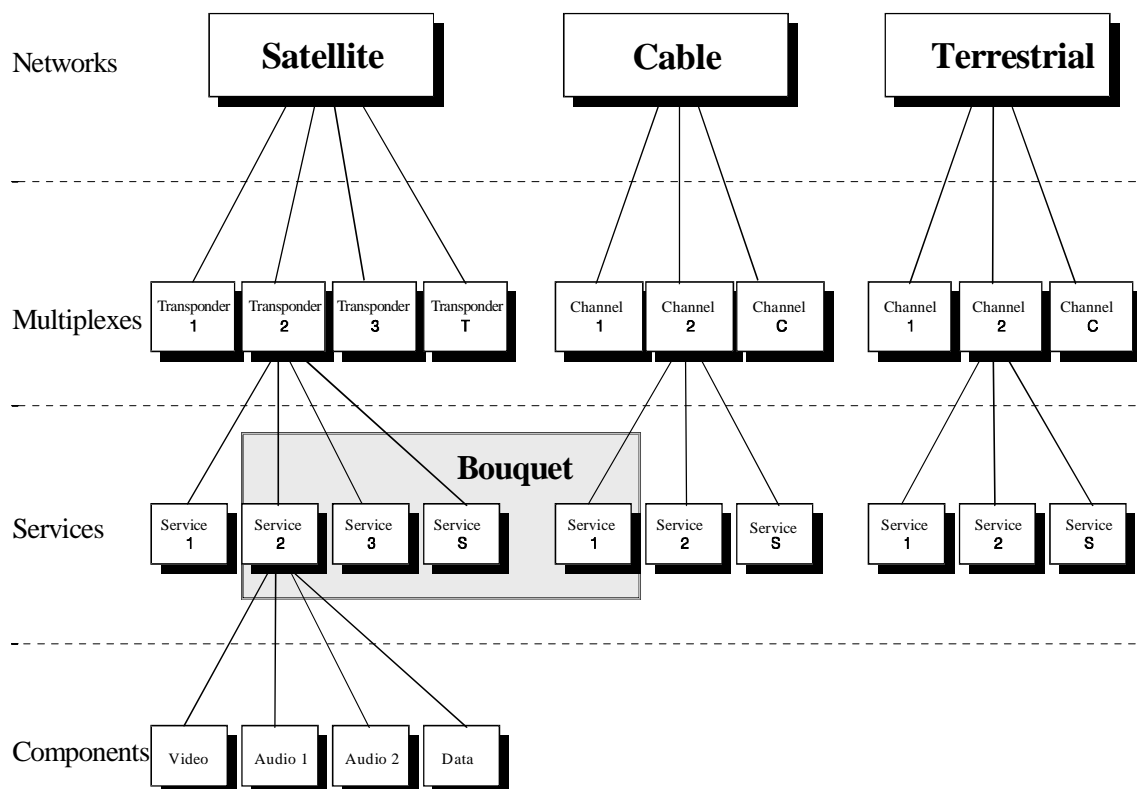 Networks
Satellite
Cable
Terrestrial
Multiplexes
Transponder
1
Transponder
2
Transponder
3
Transponder
T
Channel
1
Channel
2
Channel
C
Channel
1
Channel
2
Channel
C
Bouquet
Services
Service
1
Service
2
Service
3
Service
S
Service
1
Service
2
Service
S
Service
1
Service
2
Service
S
Components
Video
Audio 1
Audio 2
Data